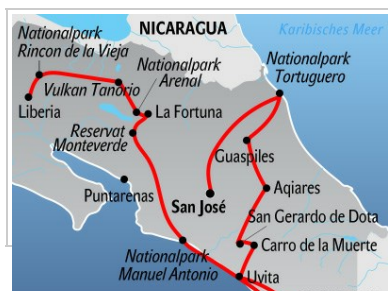 NICARAGUA
Karibisches Meer
Nationalpark
Rincon de la Vieja
Nationalpark
Arenal
Nationalpark
Tortuguero
Vulkan Tanorio
Liberia
La Fortuna
Reservat
Monteverde
Guaspiles
Puntarenas
San José
Aqiares
San Gerardo de Dota
Carro de la Muerte
Nationalpark
Manuel Antonio
Uvita